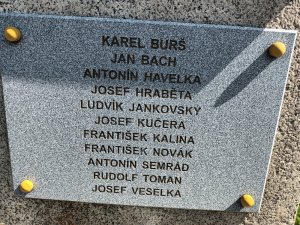 KAREL BURŠ
JAN BACH
ANTONÍN HAVELKA
JOSEF HRABĚTA
LUDVÍK JANKOVSKÝ
JOSEF KUČERA
FRANTIŠEK KALINA
FRANTIŠEK NOVÁK
ANTONÍN SEMRÁD
RUDOLF TOMAN
JOSEF VESELKA